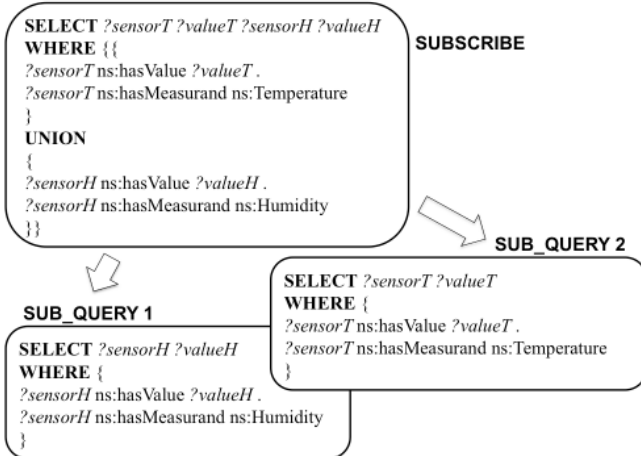 SELECT ?sensorT ?valueT ?sensorH ?valueH
WHERE {{
?sensorT ns:hasValue ?valueT .
?sensorT ns:hasMeasurand ns:Temperature
}
UNION
{
?sensorH ns:hasValue ?valueH .
?sensorH ns:hasMeasurand ns:Humidity
}}
SUBSCRIBE
SUB_QUERY 1
SELECT ?sensorH ?valueH
WHERE {
?sensorH ns:hasValue ?valueH .
?sensorH ns:hasMeasurand ns:Humidity
}
SUB_QUERY 2
SELECT ?sensorT ?valueT
WHERE {
?sensorT ns:hasValue ?valueT .
?sensorT ns:hasMeasurand ns:Temperature
}